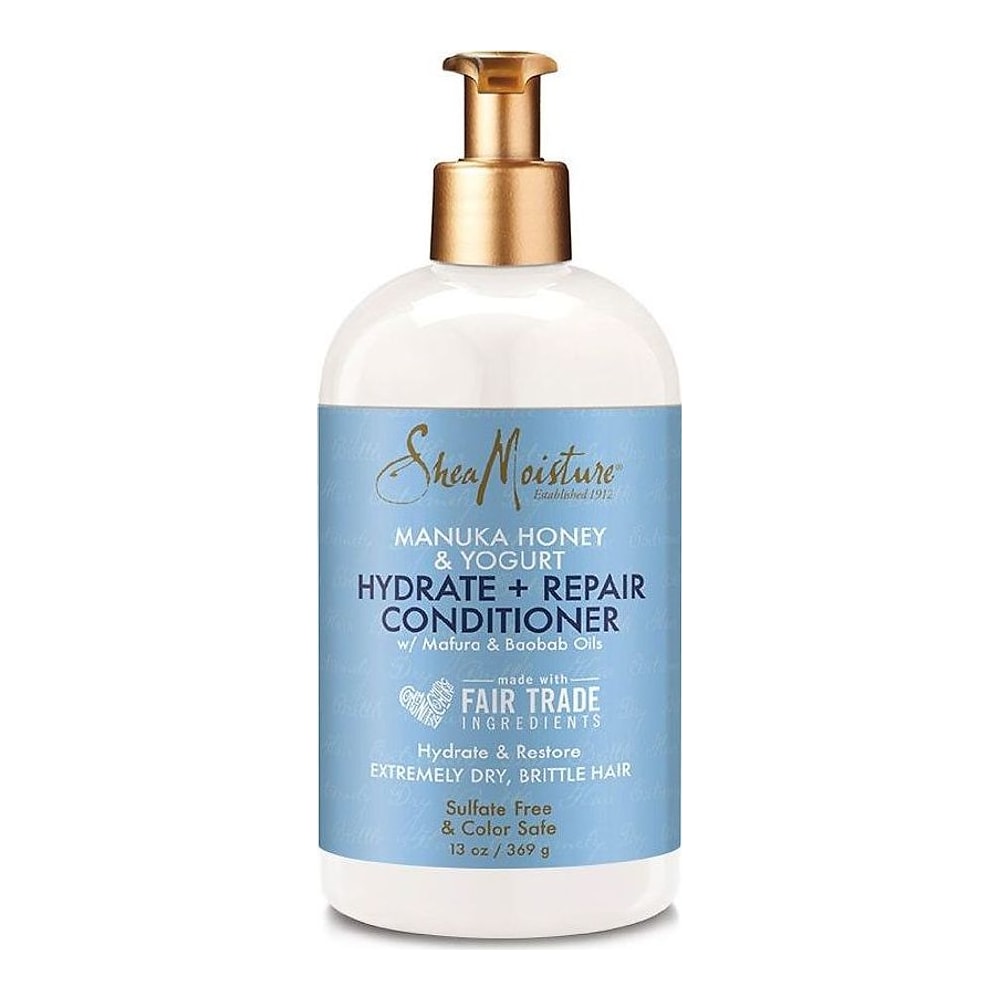 SheaMoisture®
Established 1912
MANUKA HONEY
& YOGURT
HYDRATE + REPAIR
CONDITIONER
w/ Mafura & Baobab Oils
made with
FAIR TRADE
INGREDIENTS
Hydrate & Restore
EXTREMELY DRY, BRITTLE HAIR
Sulfate Free
& Color Safe
13 oz / 369 g